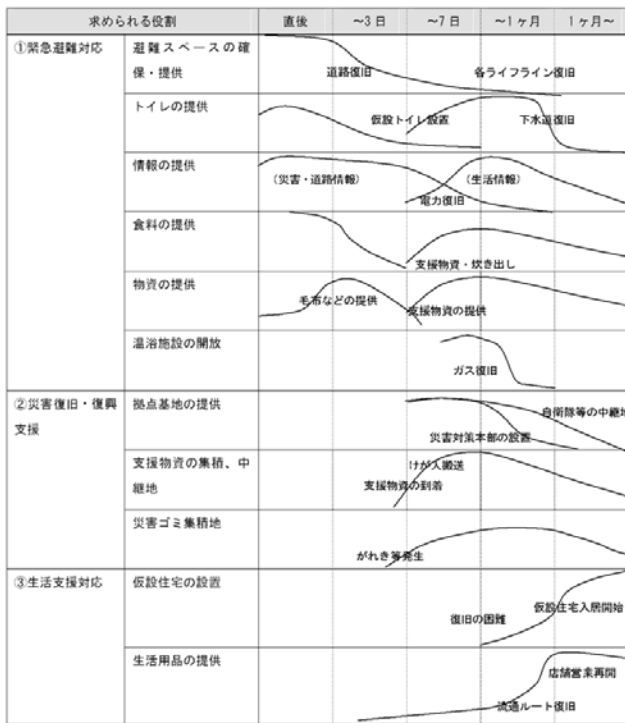 求められる役割 直後 ～3日 ～7日 ～1ヶ月 1ヶ月～
①緊急避難対応 避難スペースの確
保・提供
道路復旧 各ライフライン復旧
トイレの提供
仮設トイレ設置 下水道復旧
情報の提供
(災害・道路情報) (生活情報)
電力復旧
食料の提供
支援物資・炊き出し
物資の提供
毛布などの提供 支援物資の提供
温浴施設の開放
ガス復旧
②災害復旧・復興
支援
拠点基地の提供
自衛隊等の中継地
災害対策本部の設置
支援物資の集積、中
継地
けが人搬送
支援物資の到着
災害ゴミ集積地
がれき等発生
③生活支援対応 仮設住宅の設置
仮設住宅入居開始
復旧の困難
生活用品の提供
店舗営業再開
流通ルート復旧